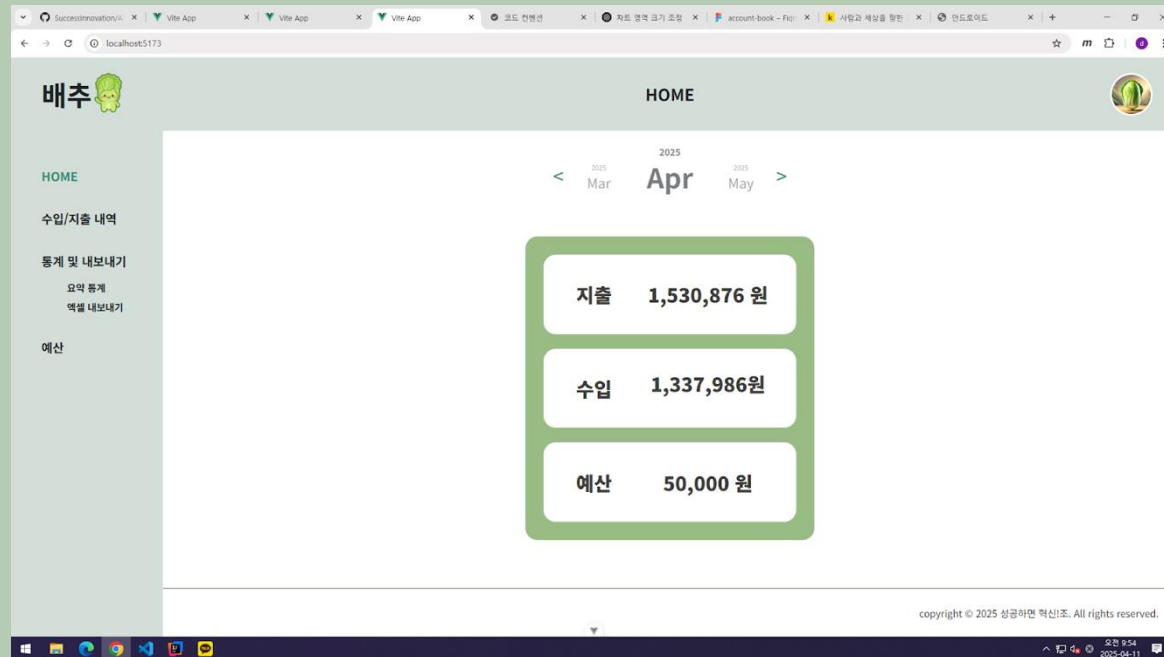 SuccessInnovation/A
Vite App
Vite App
Vite App
코드 컨벤션
차트 영역 크기 조정
account-book – Fig
사람과 세상을 향한
안드로이드
localhost:5173
배추
HOME
HOME
수입/지출 내역
통계 및 내보내기
요약 통계
엑셀 내보내기
예산
2025
2025
2025
< Mar Apr May >
지출 1,530,876 원
수입 1,337,986원
예산 50,000 원
copyright © 2025 성공하면 혁신!조. All rights reserved.
오전 9:54
2025-04-11